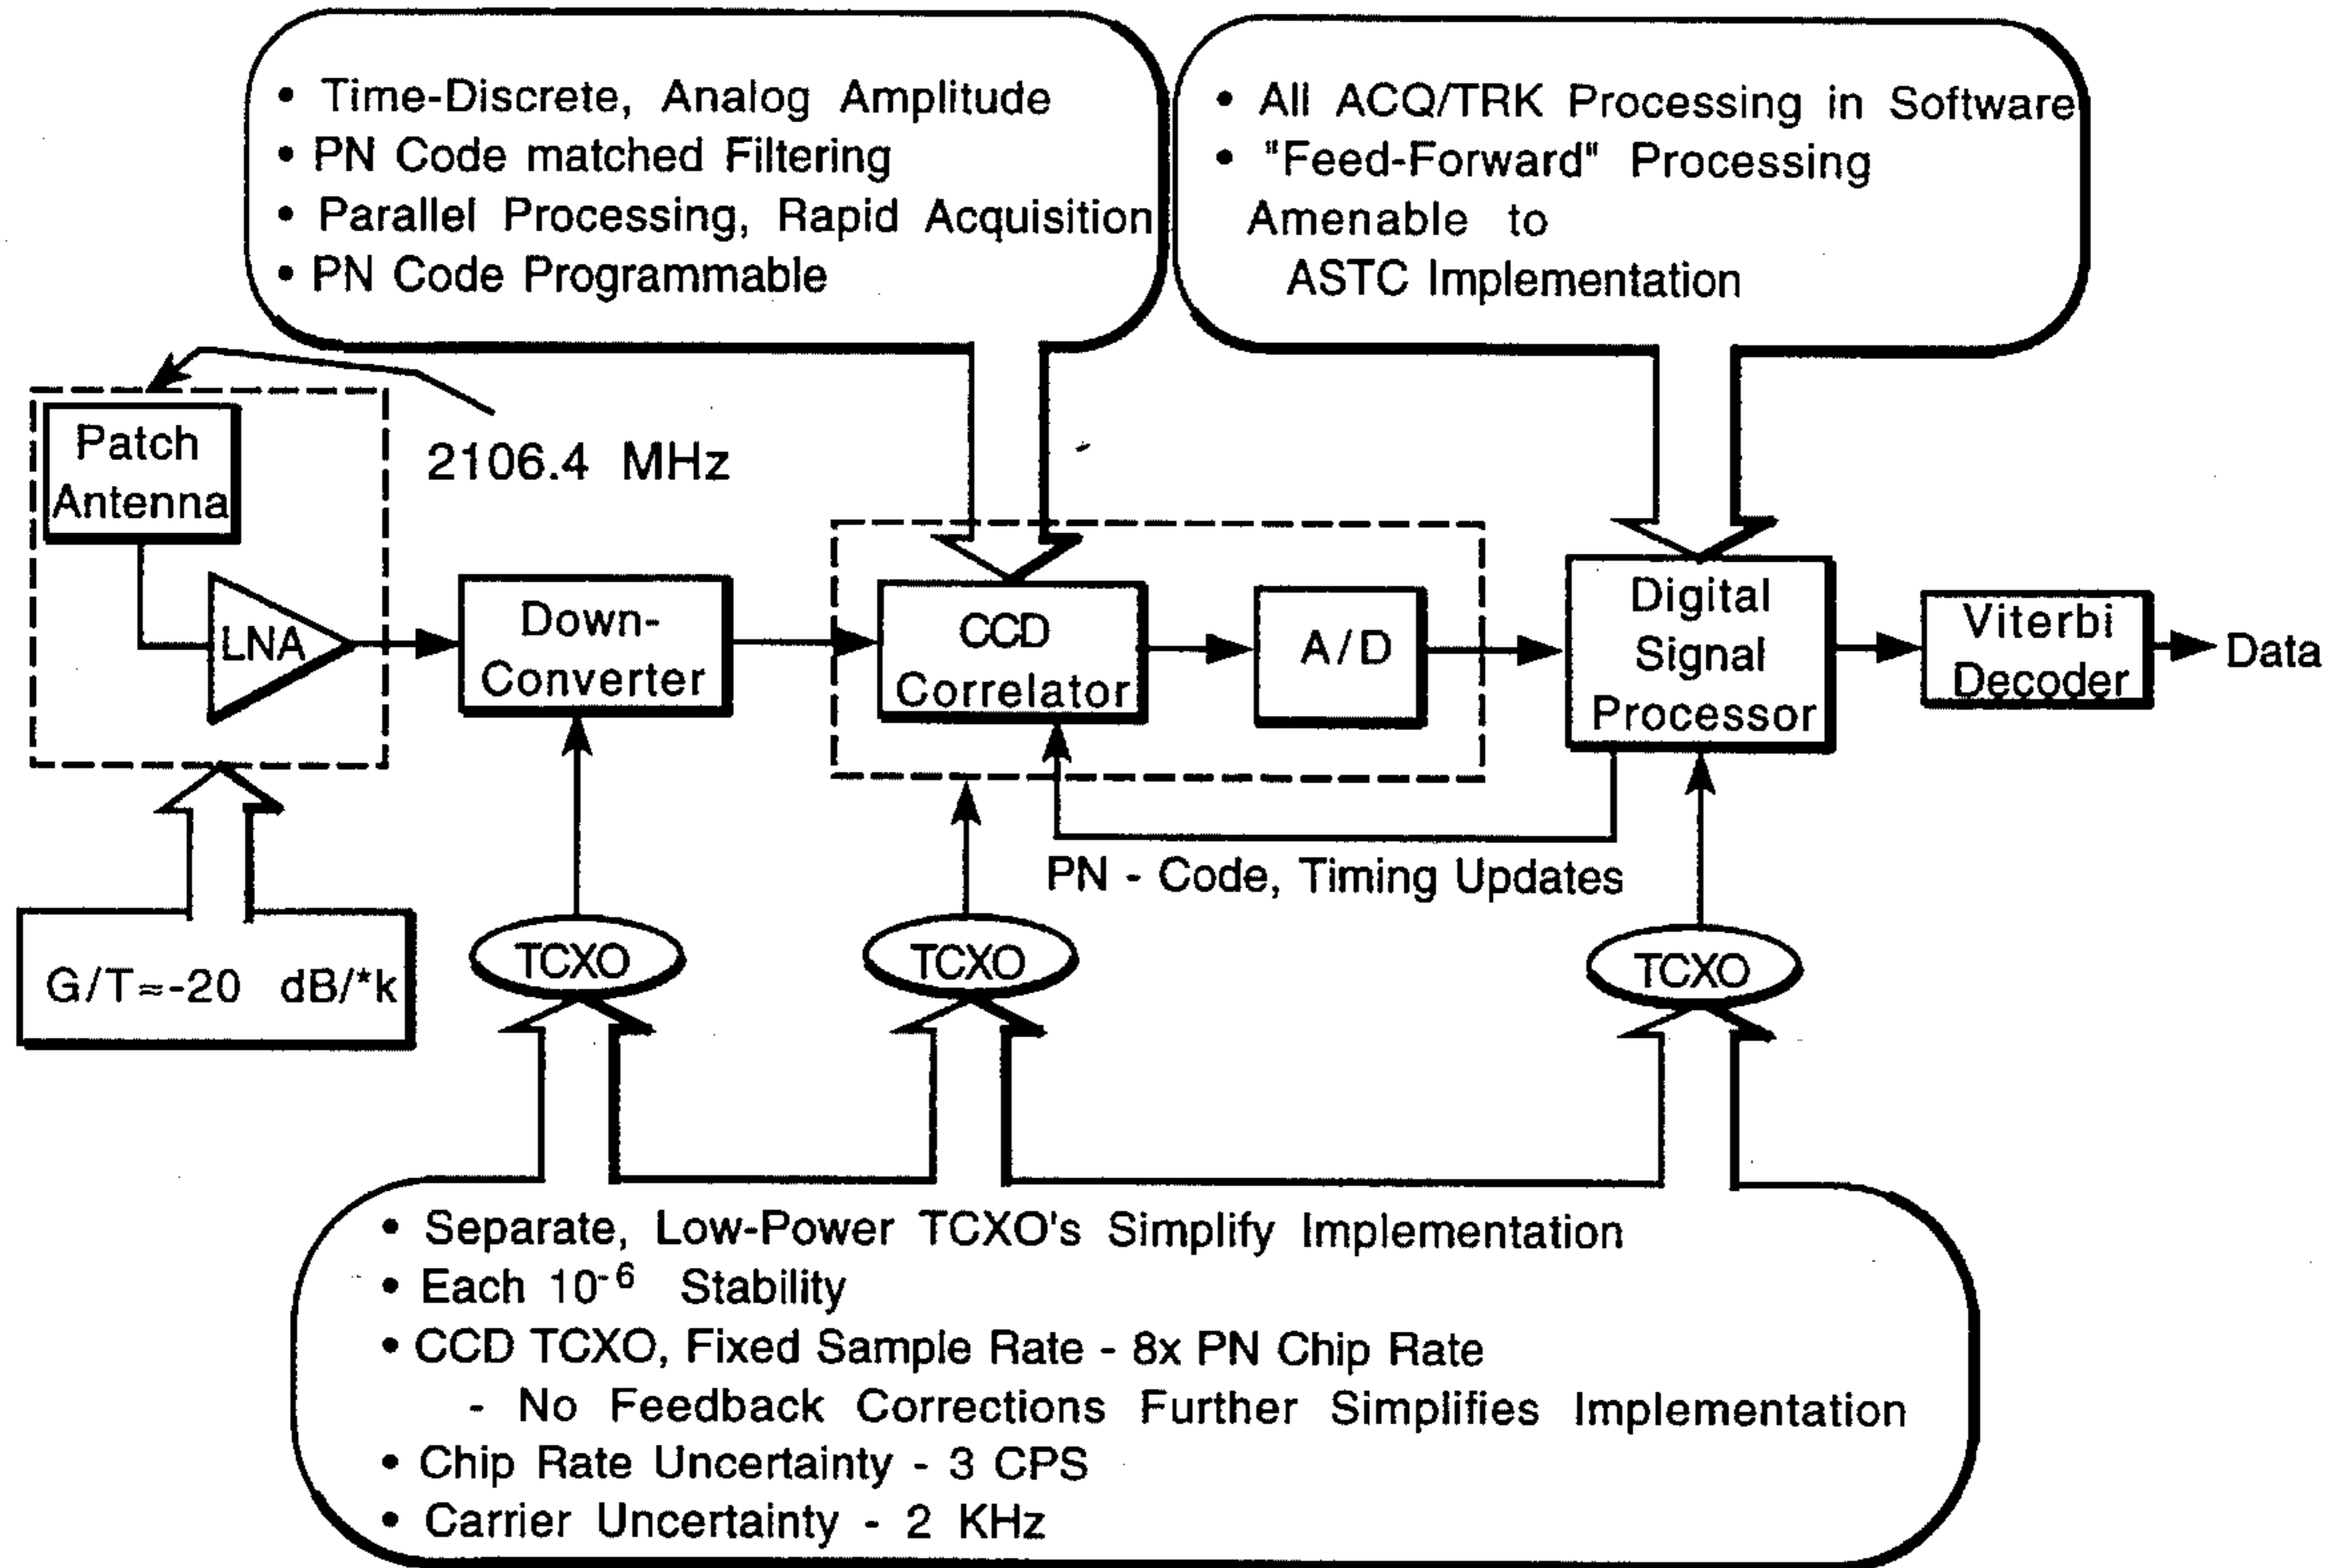 • Time-Discrete, Analog Amplitude
• PN Code matched Filtering
• Parallel Processing, Rapid Acquisition
• PN Code Programmable
• All ACQ/TRK Processing in Software
• "Feed-Forward" Processing
Amenable to
ASTC Implementation
Patch
Antenna
2106.4 MHz
LNA
Down-
Converter
CCD
Correlator
A/D
Digital
Signal
Processor
Viterbi
Decoder
Data
PN - Code, Timing Updates
G/T≈-20 dB/*k
TCXO
TCXO
TCXO
• Separate, Low-Power TCXO's Simplify Implementation
• Each 10⁻⁶ Stability
• CCD TCXO, Fixed Sample Rate - 8x PN Chip Rate
- No Feedback Corrections Further Simplifies Implementation
• Chip Rate Uncertainty - 3 CPS
• Carrier Uncertainty - 2 KHz